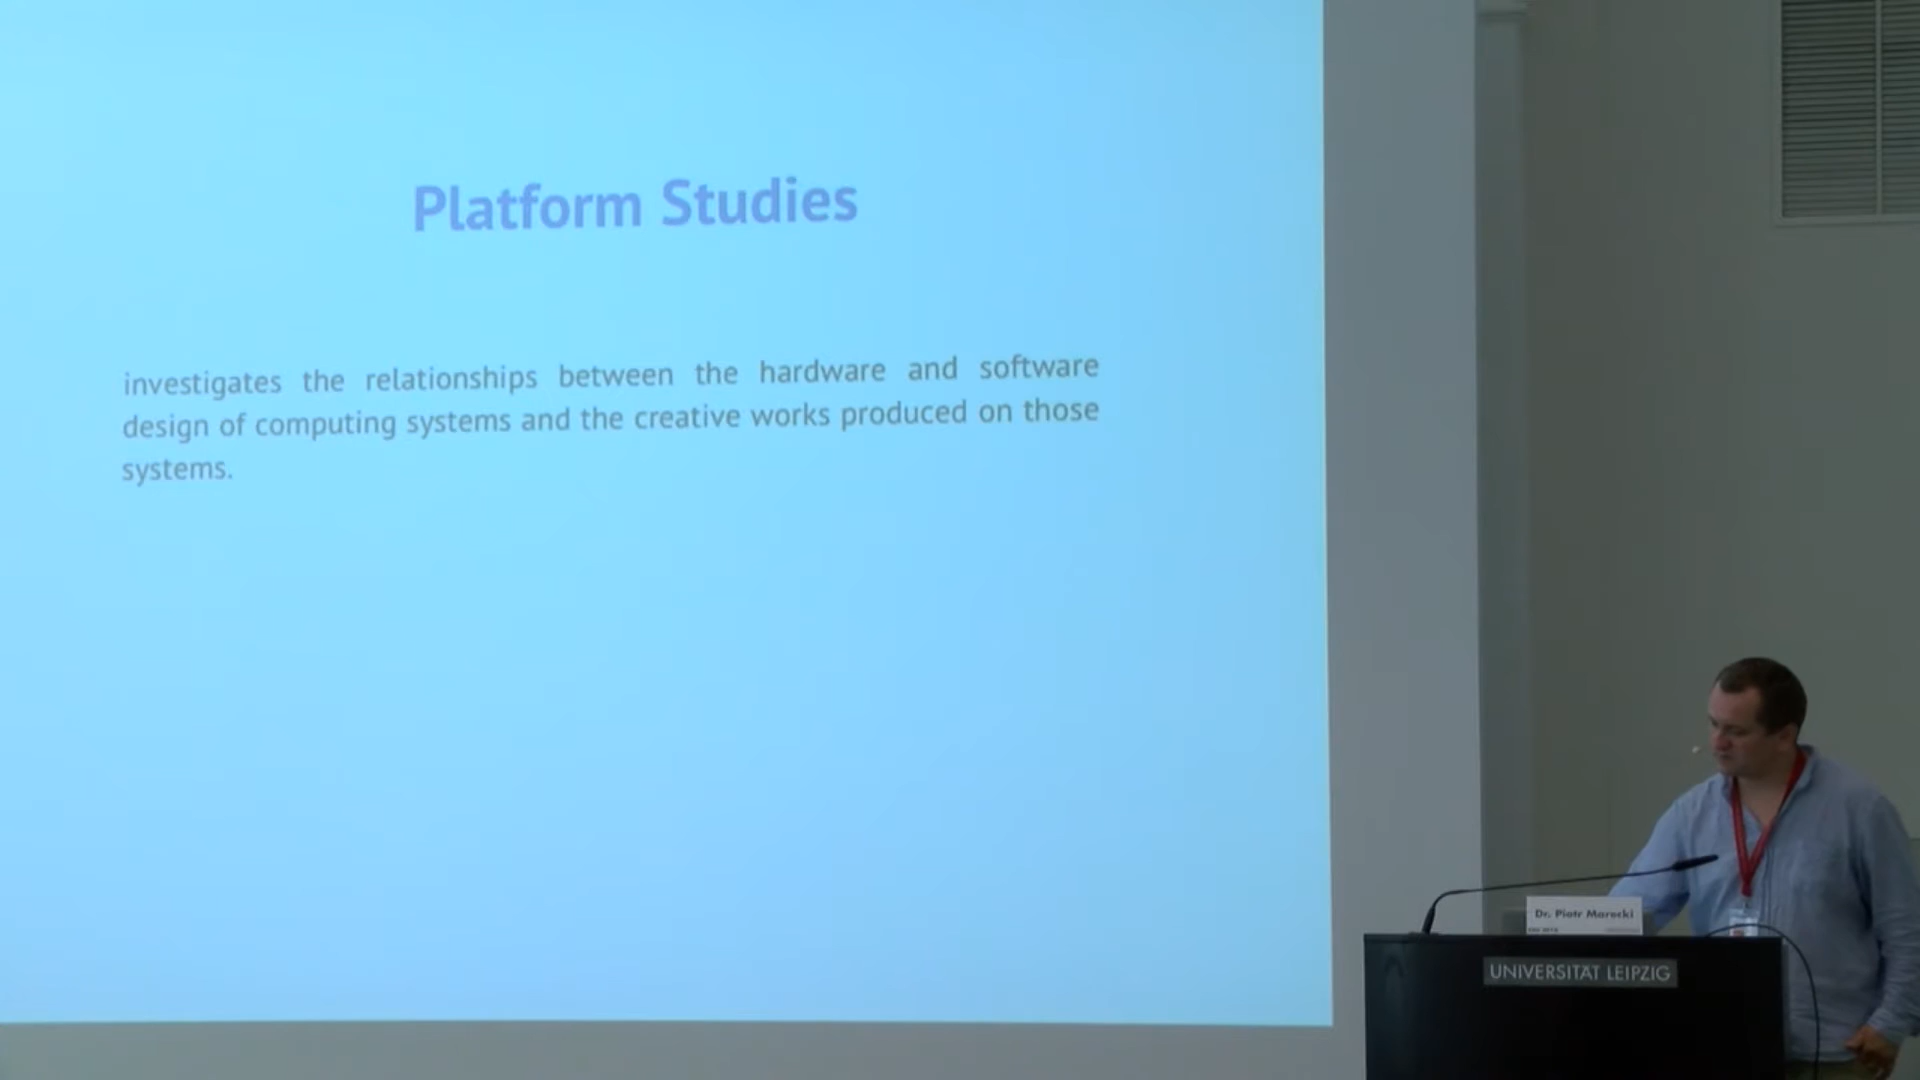 Platform Studies
investigates the relationships between the hardware and software
design of computing systems and the creative works produced on those
systems.
Dr. Piotr Marecki
UNIVERSITÄT LEIPZIG